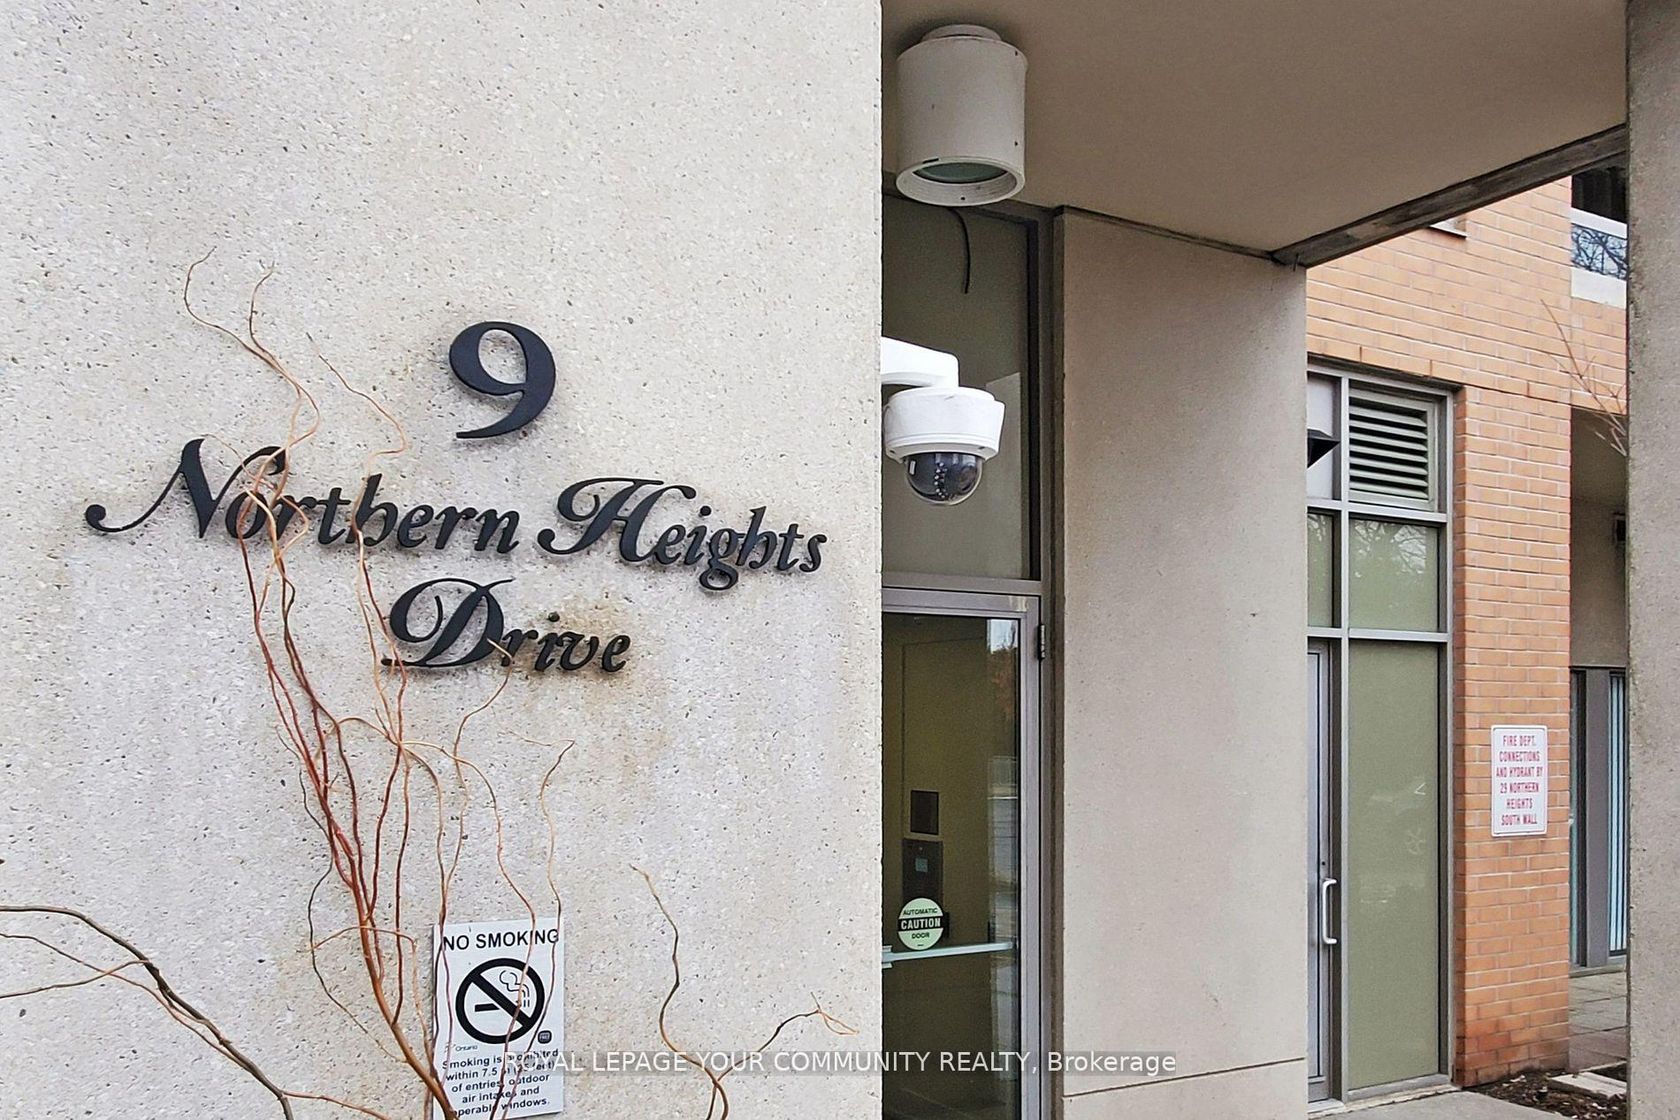 9
Northern Heights
Drive
NO SMOKING
Ontario
Smoking is prohibited
within 7.5
of entries, outdoor
air intakes and
operable windows.
AUTOMATIC
CAUTION
DOOR
FIRE DEPT.
CONNECTIONS
AND HYDRANT BY
29 NORTHERN
HEIGHTS
SOUTH WALL
ROYAL LEPAGE YOUR COMMUNITY REALTY, Brokerage